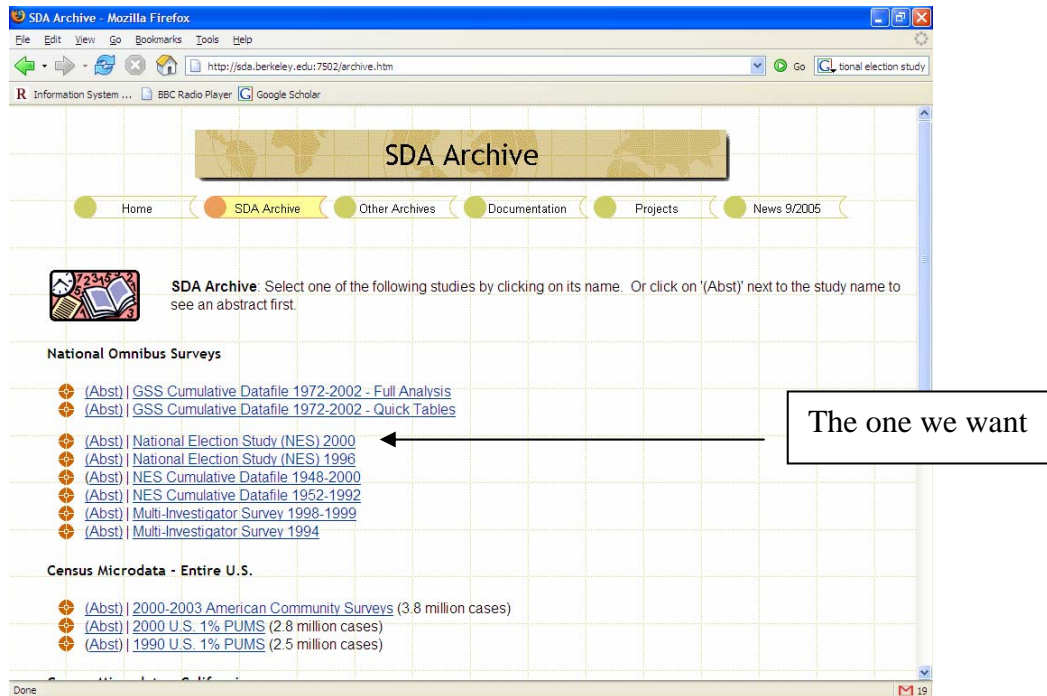 SDA Archive - Mozilla Firefox
File Edit View Go Bookmarks Tools Help
http://sda.berkeley.edu:7502/archive.htm Go tional election study
R Information System ... BBC Radio Player Google Scholar
SDA Archive
Home SDA Archive Other Archives Documentation Projects News 9/2005
SDA Archive: Select one of the following studies by clicking on its name. Or click on '(Abst)' next to the study name to
see an abstract first.
National Omnibus Surveys
(Abst) | GSS Cumulative Datafile 1972-2002 - Full Analysis
(Abst) | GSS Cumulative Datafile 1972-2002 - Quick Tables
The one we want
(Abst) | National Election Study (NES) 2000
(Abst) | National Election Study (NES) 1996
(Abst) | NES Cumulative Datafile 1948-2000
(Abst) | NES Cumulative Datafile 1952-1992
(Abst) | Multi-Investigator Survey 1998-1999
(Abst) | Multi-Investigator Survey 1994
Census Microdata - Entire U.S.
(Abst) | 2000-2003 American Community Surveys (3.8 million cases)
(Abst) | 2000 U.S. 1% PUMS (2.8 million cases)
(Abst) | 1990 U.S. 1% PUMS (2.5 million cases)
Done 19